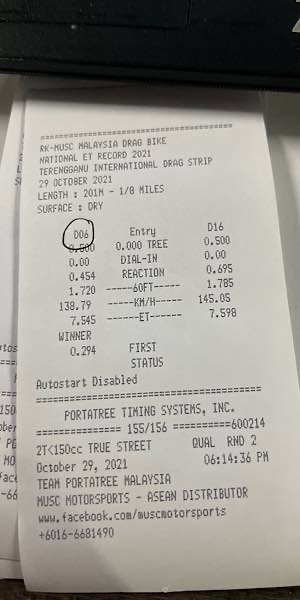 ===================================
RK-MUSC MALAYSIA DRAG BIKE
NATIONAL ET RECORD 2021
TERENGGANU INTERNATIONAL DRAG STRIP
29 OCTOBER 2021
LENGTH : 201M - 1/8 MILES
SURFACE : DRY
D06 Entry D16
0.500 0.000 TREE 0.500
0.00 DIAL-IN 0.00
0.454 REACTION 0.695
1.720 -----60FT----- 1.785
138.79 -----KM/H----- 145.05
7.545 ------ET------ 7.598
WINNER
0.294 FIRST
STATUS
Autostart Disabled
===================================
PORTATREE TIMING SYSTEMS, INC.
=============== 155/156 ==========600214
2T<150cc TRUE STREET QUAL RND 2
October 29, 2021 06:14:36 PM
TEAM PORTATREE MALAYSIA
MUSC MOTORSPORTS - ASEAN DISTRIBUTOR
www.facebook.com/muscmotorsports
+6016-6681490